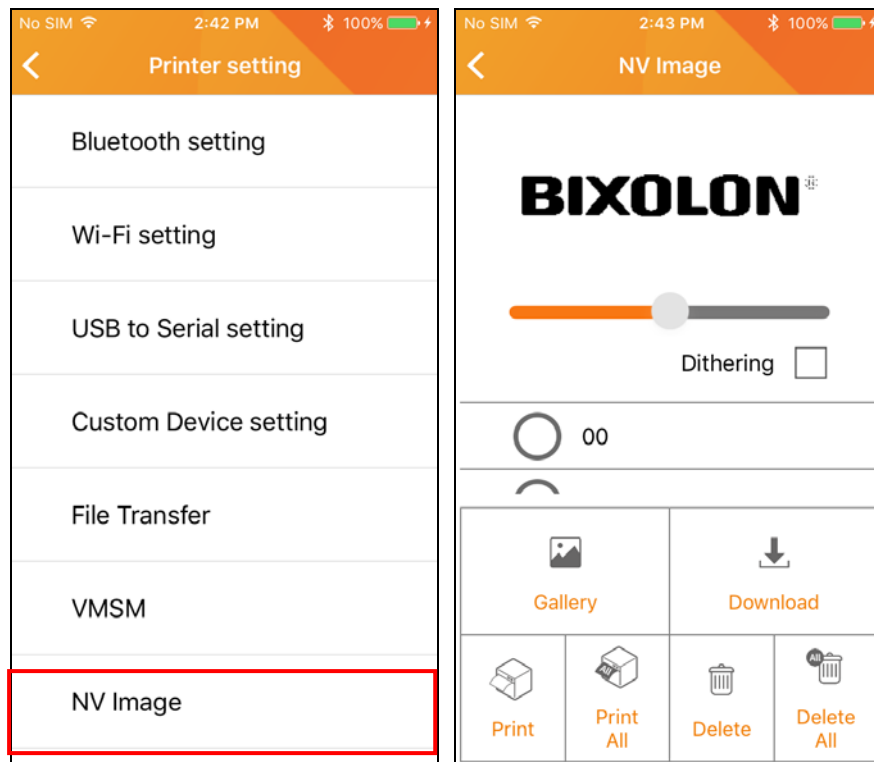 No SIM 2:42 PM 100%
Printer setting
Bluetooth setting
Wi-Fi setting
USB to Serial setting
Custom Device setting
File Transfer
VMSM
NV Image
No SIM 2:43 PM 100%
NV Image
BIXOLON
Dithering
00
Gallery
Download
Print
Print
All
Delete
All
Delete
All